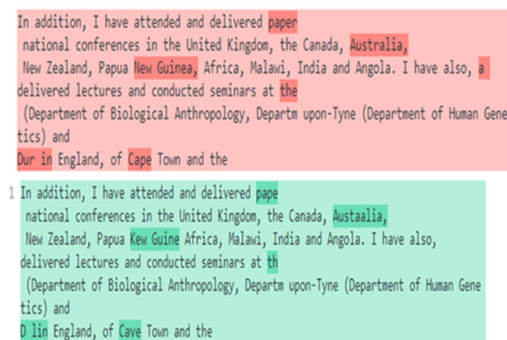 In addition, I have attended and delivered paper
national conferences in the United Kingdom, the Canada, Australia,
New Zealand, Papua New Guinea, Africa, Malawi, India and Angola. I have also, a
delivered lectures and conducted seminars at the
(Department of Biological Anthropology, Departm upon-Tyne (Department of Human Gene
tics) and
Dur in England, of Cape Town and the
1 In addition, I have attended and delivered pape
national conferences in the United Kingdom, the Canada, Austaalia,
New Zealand, Papua Kew Guine Africa, Malawi, India and Angola. I have also,
delivered lectures and conducted seminars at th
(Department of Biological Anthropology, Departm upon-Tyne (Department of Human Gene
tics) and
D lin England, of Cave Town and the